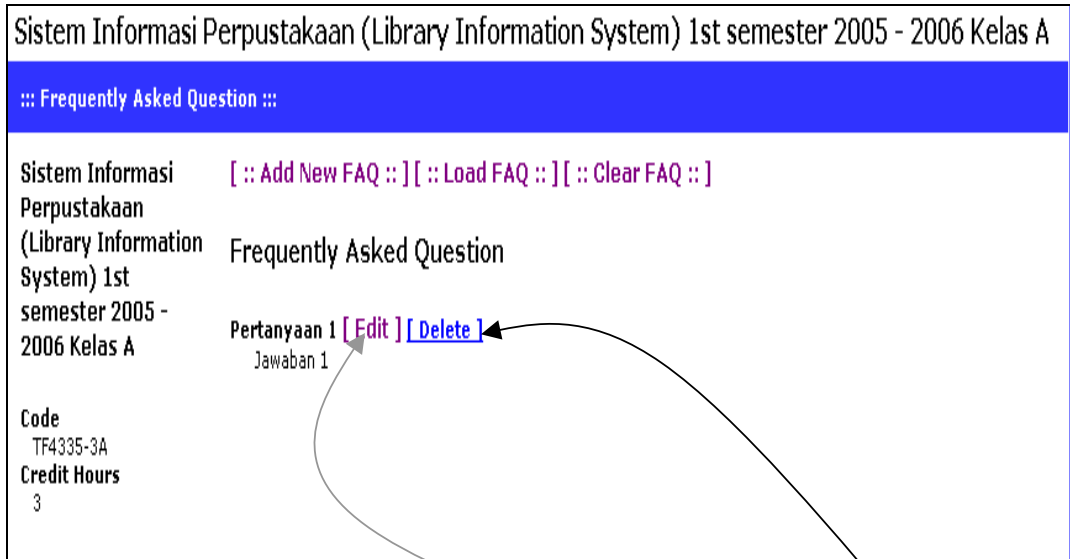 Sistem Informasi Perpustakaan (Library Information System) 1st semester 2005 - 2006 Kelas A
::: Frequently Asked Question :::
Sistem Informasi
Perpustakaan
(Library Information
System) 1st
semester 2005 -
2006 Kelas A
Code
TF4335-3A
Credit Hours
3
[ :: Add New FAQ :: ] [ :: Load FAQ :: ] [ :: Clear FAQ :: ]
Frequently Asked Question
Pertanyaan 1 [ Edit ] [ Delete ]
Jawaban 1